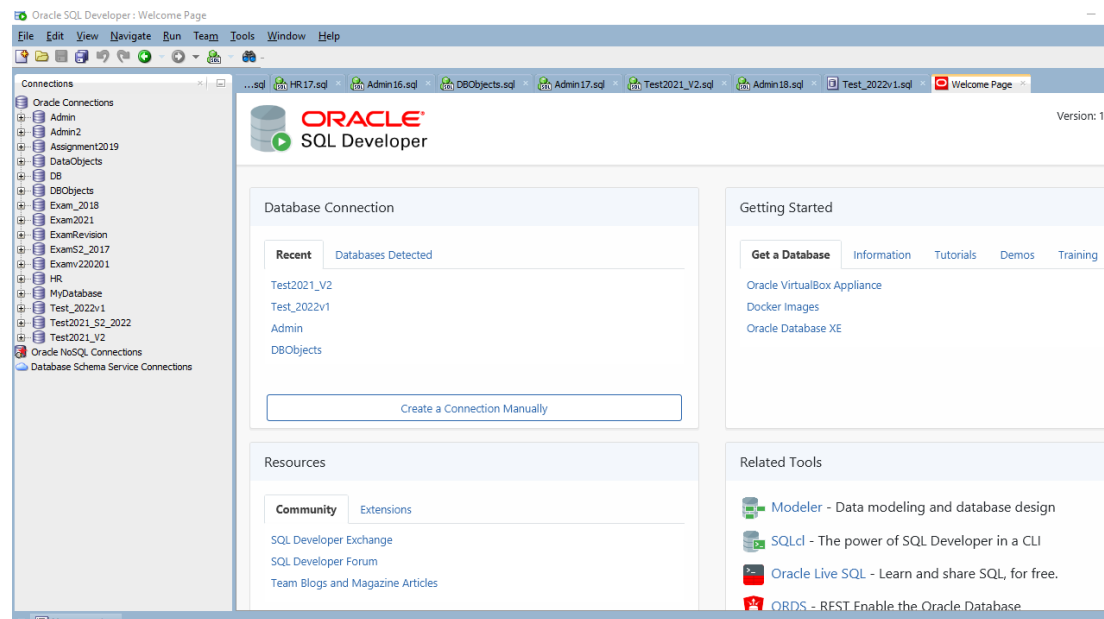 Oracle SQL Developer : Welcome Page
File Edit View Navigate Run Team Tools Window Help
Connections
Oracle Connections
Admin
Admin2
Assignment2019
DataObjects
DB
DBObjects
Exam_2018
Exam2021
ExamRevision
ExamS2_2017
Examv220201
HR
MyDatabase
Test_2022v1
Test2021_S2_2022
Test2021_V2
Oracle NoSQL Connections
Database Schema Service Connections
...sql HR17.sql Admin16.sql DBObjects.sql Admin17.sql Test2021_V2.sql Admin18.sql Test_2022v1.sql Welcome Page
ORACLE
SQL Developer
Version: 1
Database Connection
Recent Databases Detected
Test2021_V2
Test_2022v1
Admin
DBObjects
Create a Connection Manually
Getting Started
Get a Database Information Tutorials Demos Training
Oracle VirtualBox Appliance
Docker Images
Oracle Database XE
Resources
Community Extensions
SQL Developer Exchange
SQL Developer Forum
Team Blogs and Magazine Articles
Related Tools
Modeler - Data modeling and database design
SQLcl - The power of SQL Developer in a CLI
Oracle Live SQL - Learn and share SQL, for free.
ORDS - REST Enable the Oracle Database